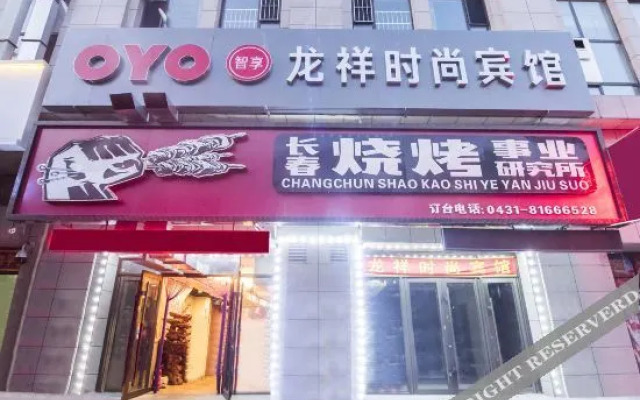 OYO 智享 龙祥时尚宾馆
长春 烧烤 事业研究所
CHANGCHUN SHAO KAO SHI YE YAN JIU SUO
订台电话: 0431-81666528
龙祥时尚宾馆
RIGHT RESERVERD